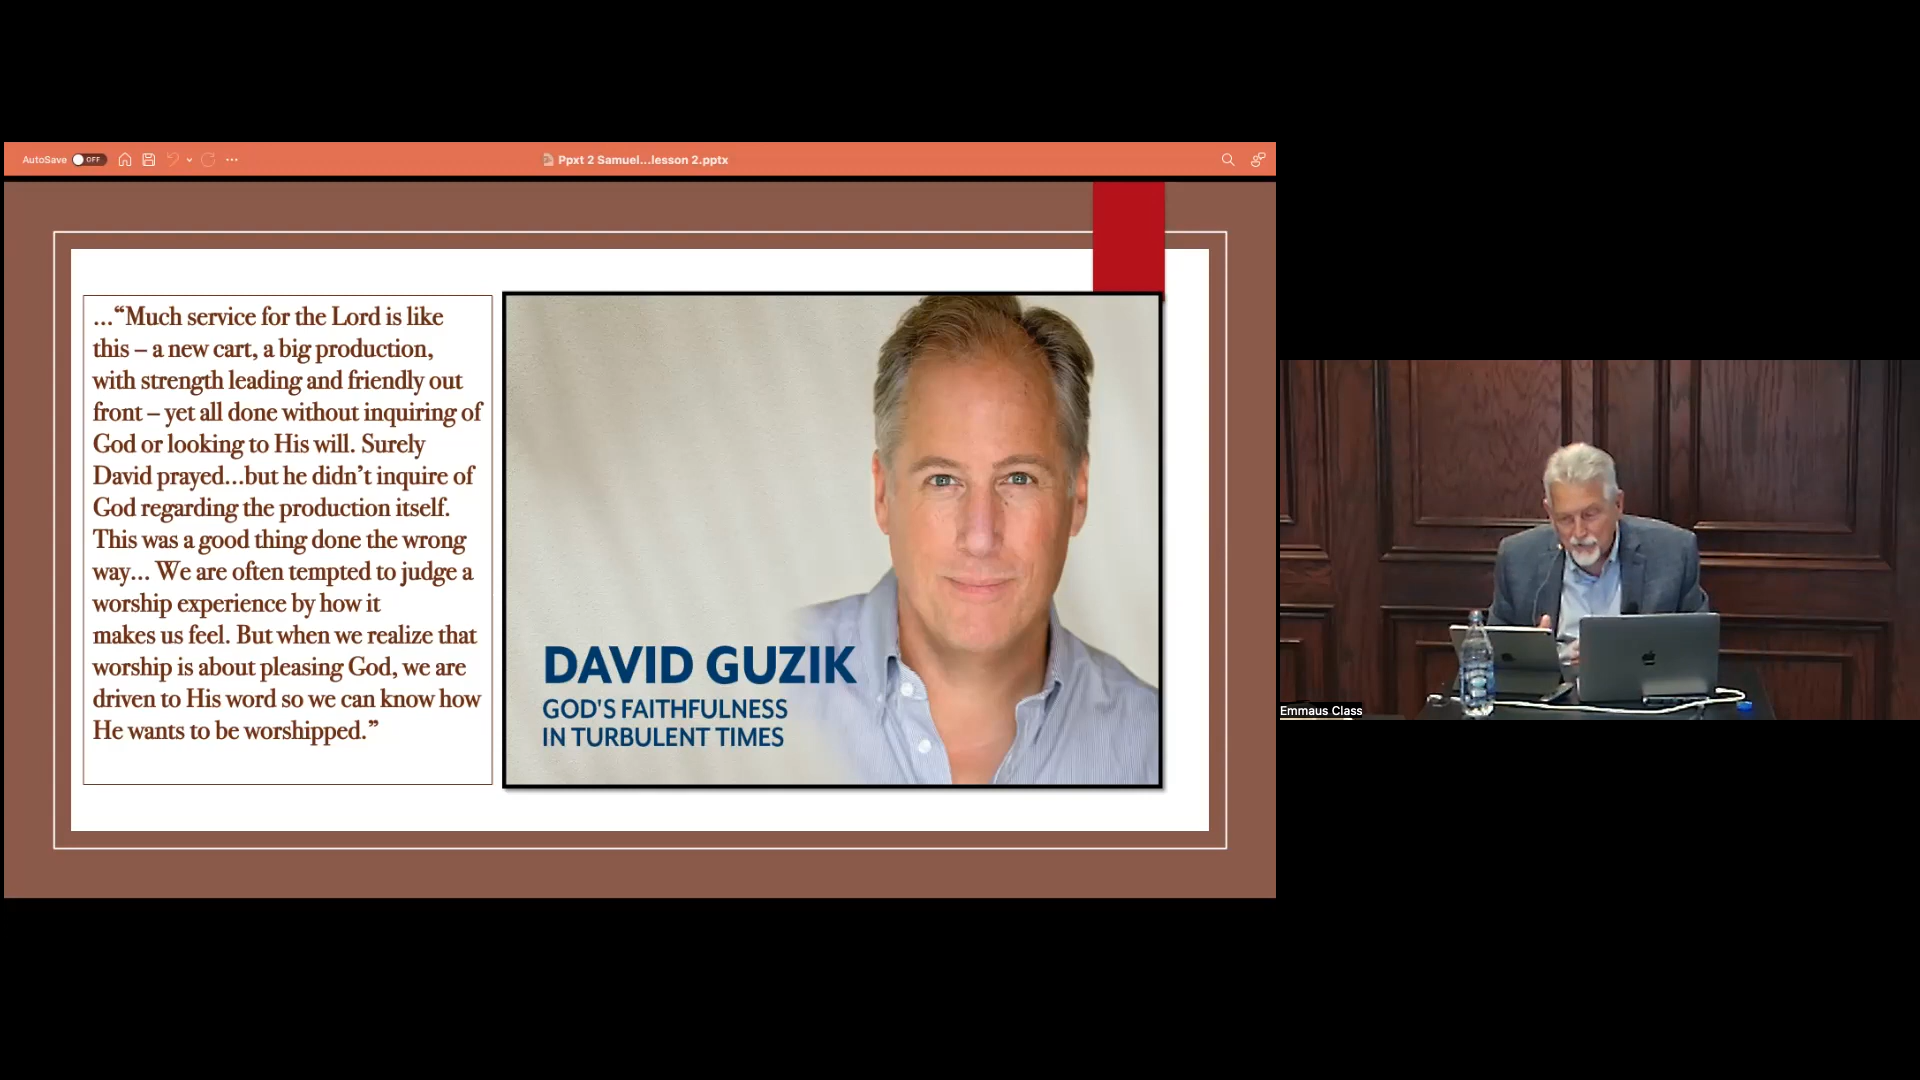 AutoSave OFF
Ppxt 2 Samuel...lesson 2.pptx
...“Much service for the Lord is like
this – a new cart, a big production,
with strength leading and friendly out
front – yet all done without inquiring of
God or looking to His will. Surely
David prayed...but he didn’t inquire of
God regarding the production itself.
This was a good thing done the wrong
way... We are often tempted to judge a
worship experience by how it
makes us feel. But when we realize that
worship is about pleasing God, we are
driven to His word so we can know how
He wants to be worshipped.”
DAVID GUZIK
GOD'S FAITHFULNESS
IN TURBULENT TIMES
Emmaus Class